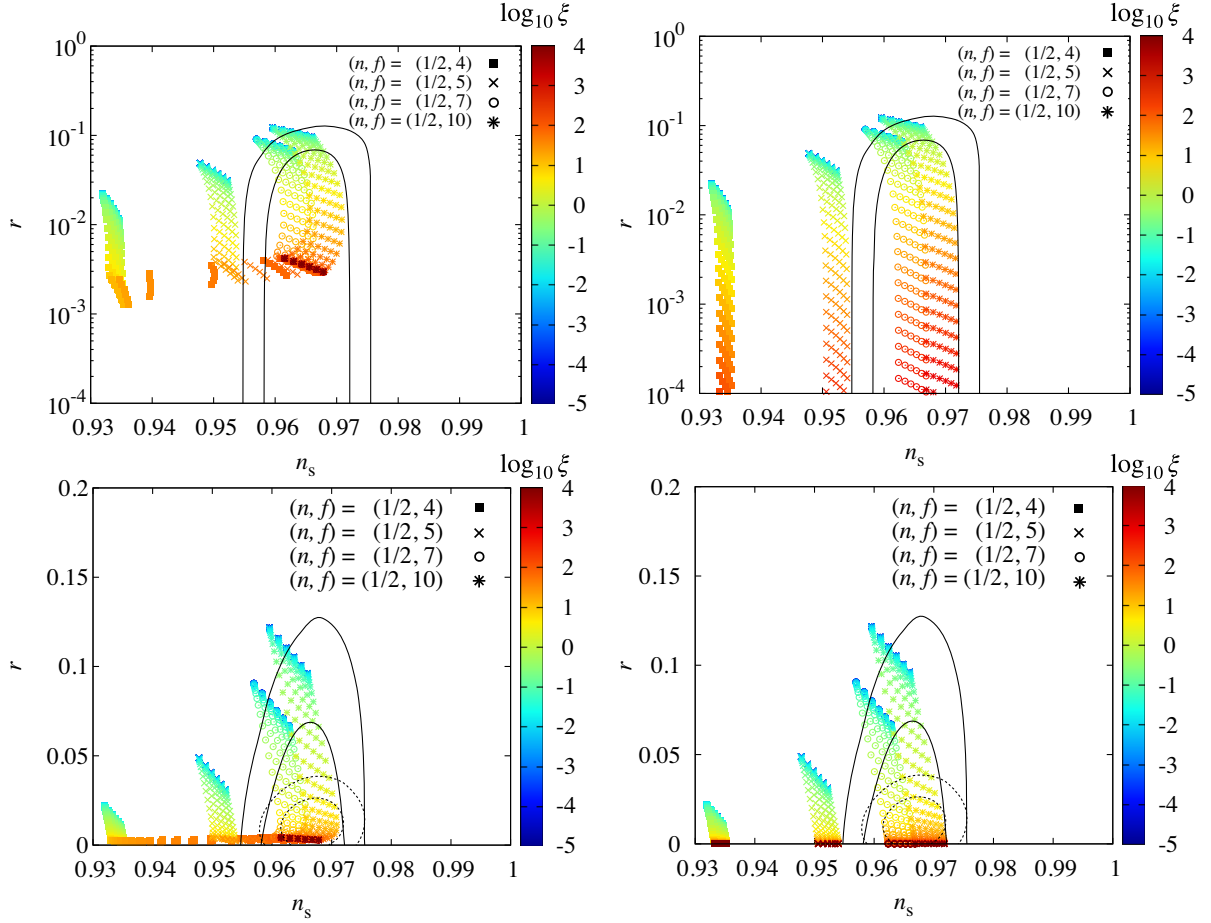 log₁₀ ξ
(n, f) = (1/2, 4)
(n, f) = (1/2, 5)
(n, f) = (1/2, 7)
(n, f) = (1/2, 10)
10⁰
10⁻¹
10⁻²
10⁻³
10⁻⁴
r
0.93 0.94 0.95 0.96 0.97 0.98 0.99 1
nₛ
4
3
2
1
0
-1
-2
-3
-4
-5
log₁₀ ξ
(n, f) = (1/2, 4)
(n, f) = (1/2, 5)
(n, f) = (1/2, 7)
(n, f) = (1/2, 10)
10⁰
10⁻¹
10⁻²
10⁻³
10⁻⁴
r
0.93 0.94 0.95 0.96 0.97 0.98 0.99 1
nₛ
4
3
2
1
0
-1
-2
-3
-4
-5
log₁₀ ξ
(n, f) = (1/2, 4)
(n, f) = (1/2, 5)
(n, f) = (1/2, 7)
(n, f) = (1/2, 10)
0.2
0.15
0.1
0.05
0
r
0.93 0.94 0.95 0.96 0.97 0.98 0.99 1
nₛ
4
3
2
1
0
-1
-2
-3
-4
-5
log₁₀ ξ
(n, f) = (1/2, 4)
(n, f) = (1/2, 5)
(n, f) = (1/2, 7)
(n, f) = (1/2, 10)
0.2
0.15
0.1
0.05
0
r
0.93 0.94 0.95 0.96 0.97 0.98 0.99 1
nₛ
4
3
2
1
0
-1
-2
-3
-4
-5